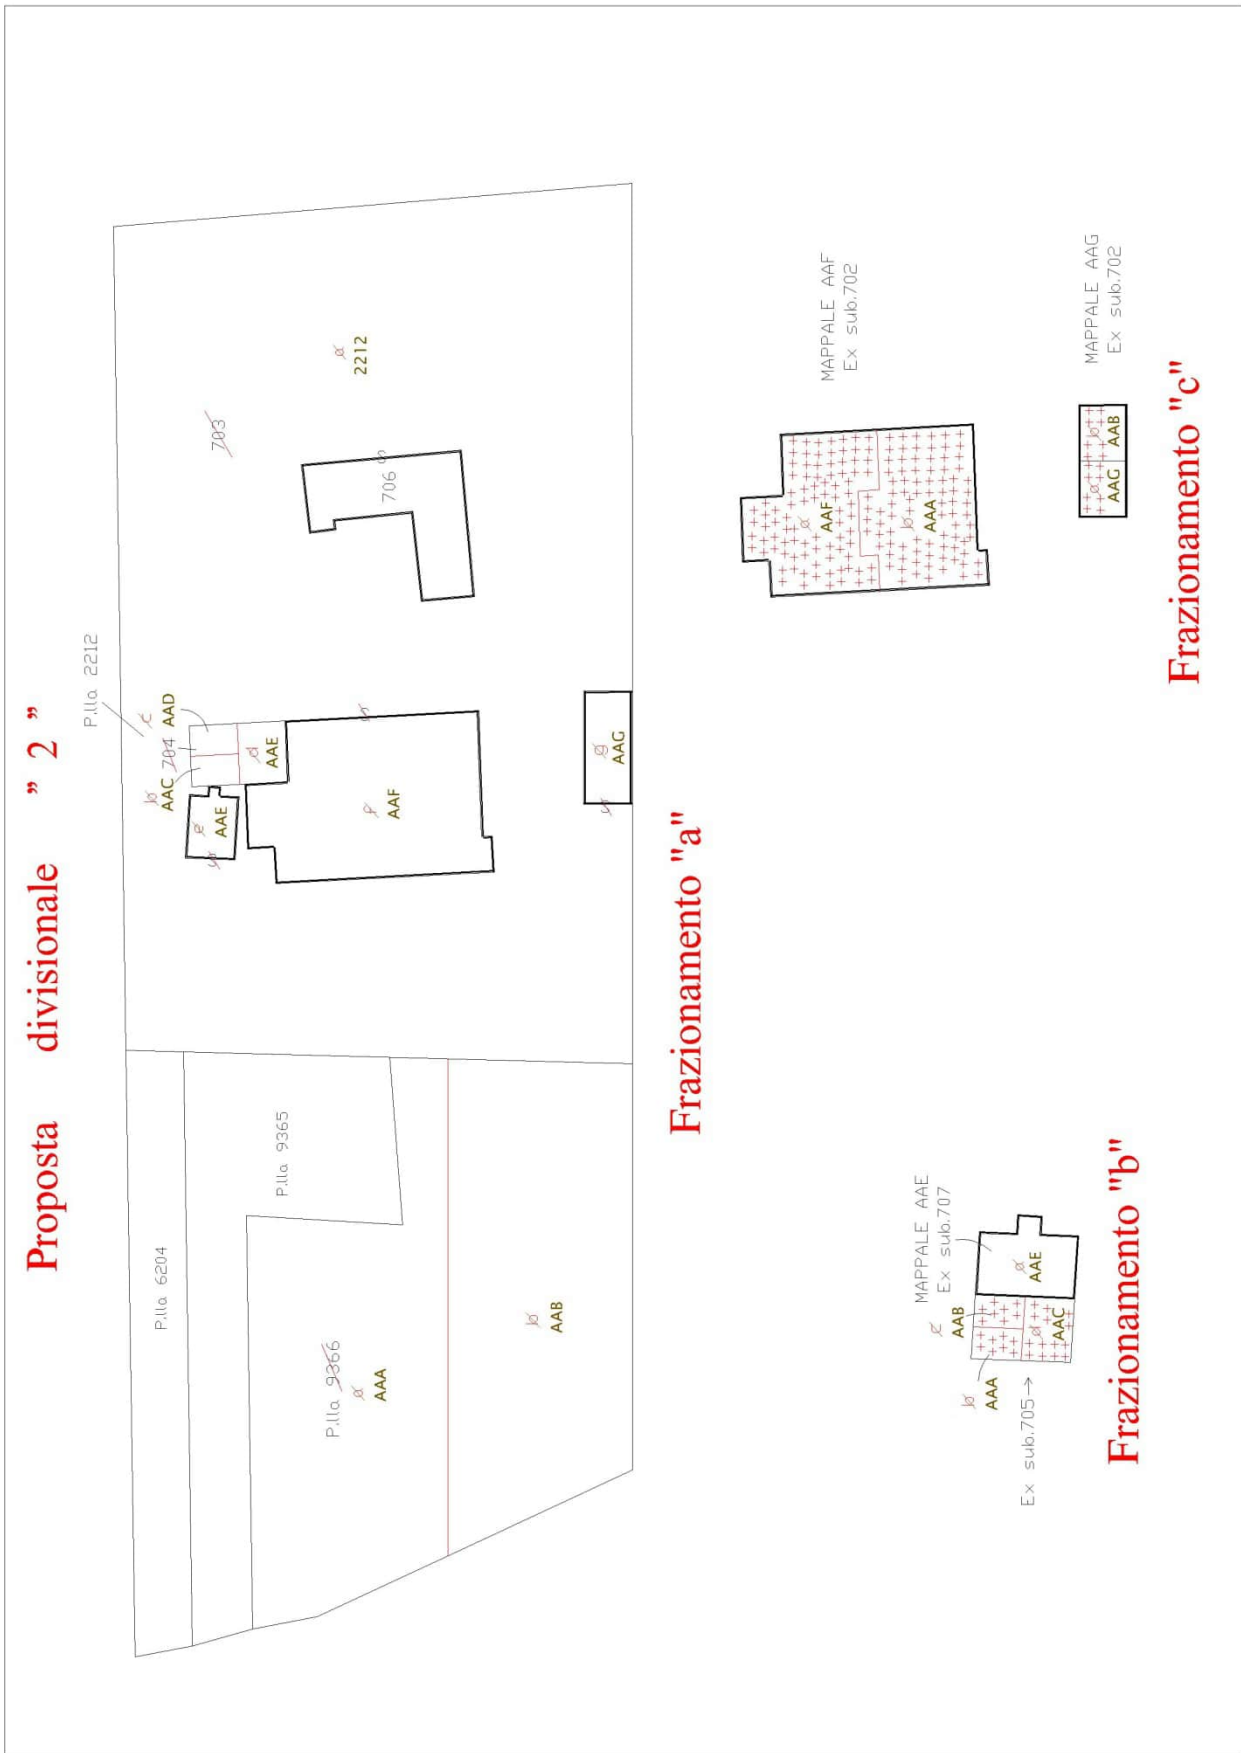 Proposta divisionale " 2 "
P.lla 6204
P.lla 9365
P.lla 9366
a
AAA
b
AAB
P.lla 2212
b
AAC
704
c
AAD
e
AAE
d
AAE
f
AAF
g
AAG
703
706
a
2212
Frazionamento "a"
MAPPALE AAE
Ex sub.707
c
AAB
b
AAA
Ex sub.705→
a
AAE
d
AAC
Frazionamento "b"
MAPPALE AAF
Ex sub.702
a
AAF
b
AAA
MAPPALE AAG
Ex sub.702
a
AAG
b
AAB
Frazionamento "c"